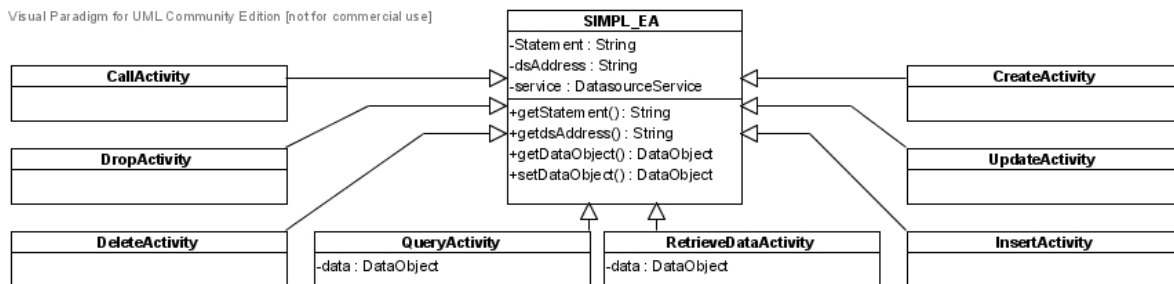 Visual Paradigm for UML Community Edition [not for commercial use]
SIMPL_EA
-Statement : String
-dsAddress : String
-service : DatasourceService
+getStatement() : String
+getdsAddress() : String
+getDataObject() : DataObject
+setDataObject() : DataObject
CallActivity
CreateActivity
DropActivity
UpdateActivity
DeleteActivity
QueryActivity
-data : DataObject
RetrieveDataActivity
-data : DataObject
InsertActivity